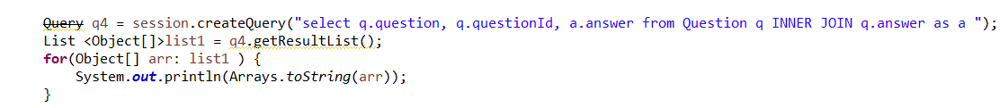 Query q4 = session.createQuery("select q.question, q.questionId, a.answer from Question q INNER JOIN q.answer as a ");
List <Object[]>list1 = q4.getResultList();
for(Object[] arr: list1 ) {
    System.out.println(Arrays.toString(arr));
}